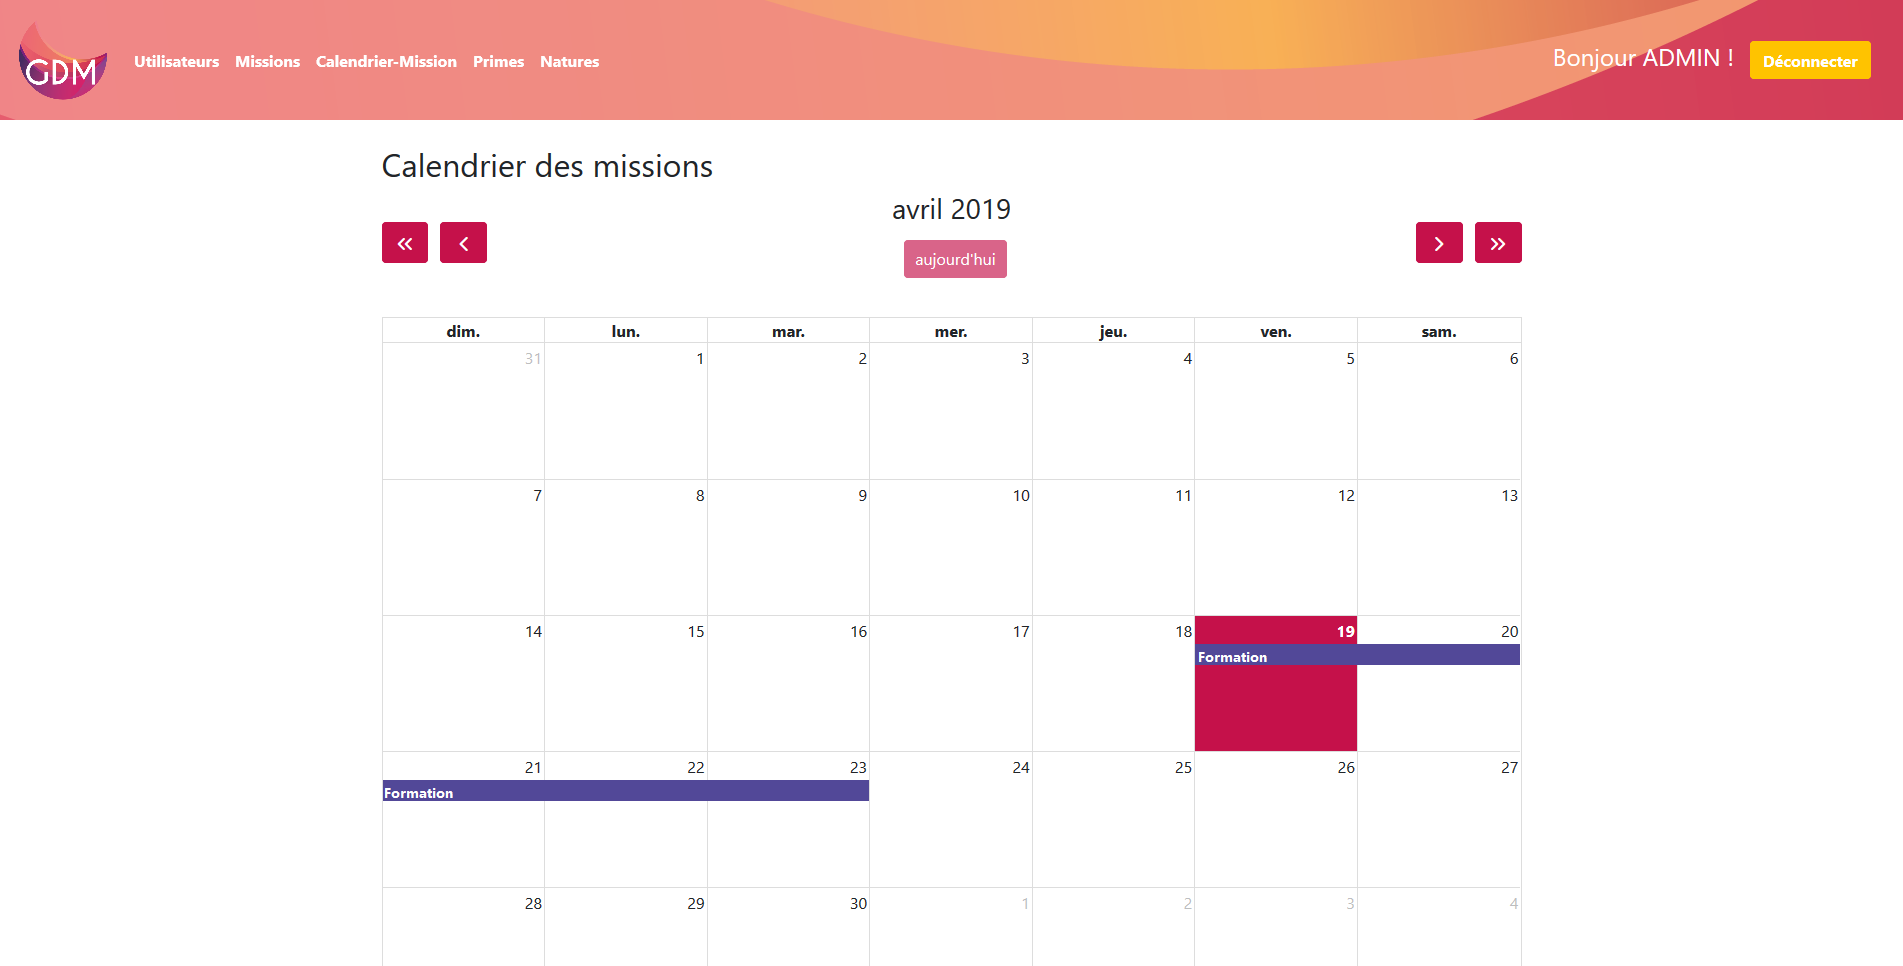 GDM
Utilisateurs Missions Calendrier-Mission Primes Natures
Bonjour ADMIN ! Déconnecter
Calendrier des missions
avril 2019
« ‹ aujourd'hui › »
dim. lun. mar. mer. jeu. ven. sam.
31 1 2 3 4 5 6
7 8 9 10 11 12 13
14 15 16 17 18 19 20
Formation
21 22 23 24 25 26 27
Formation
28 29 30 1 2 3 4